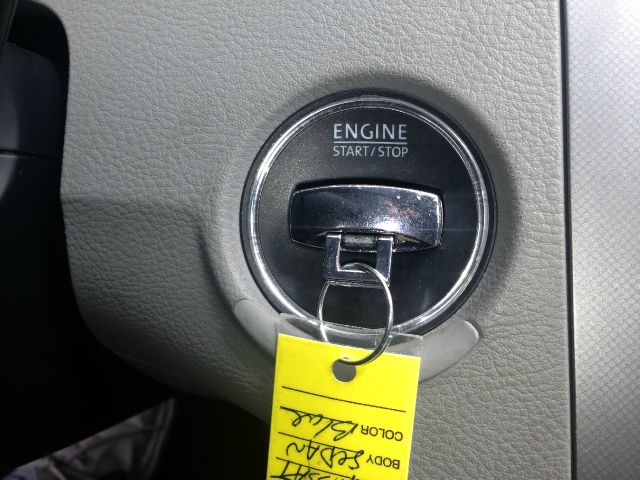 ENGINE
START/STOP
COLOR Blue
BODY SEDAN